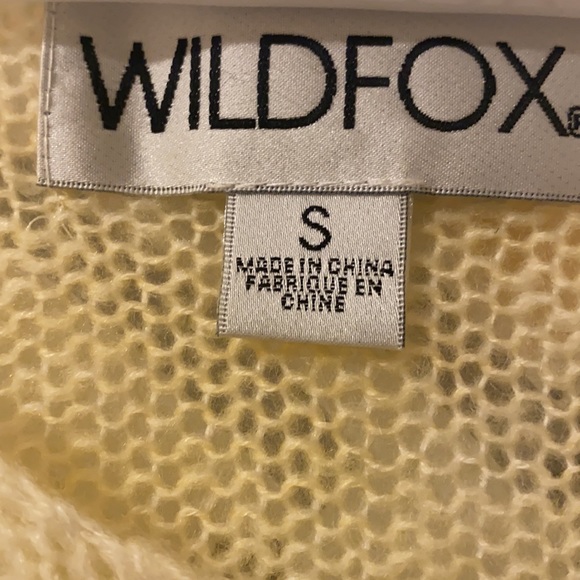 WILDFOX
S
MADE IN CHINA
FABRIQUE EN
CHINE